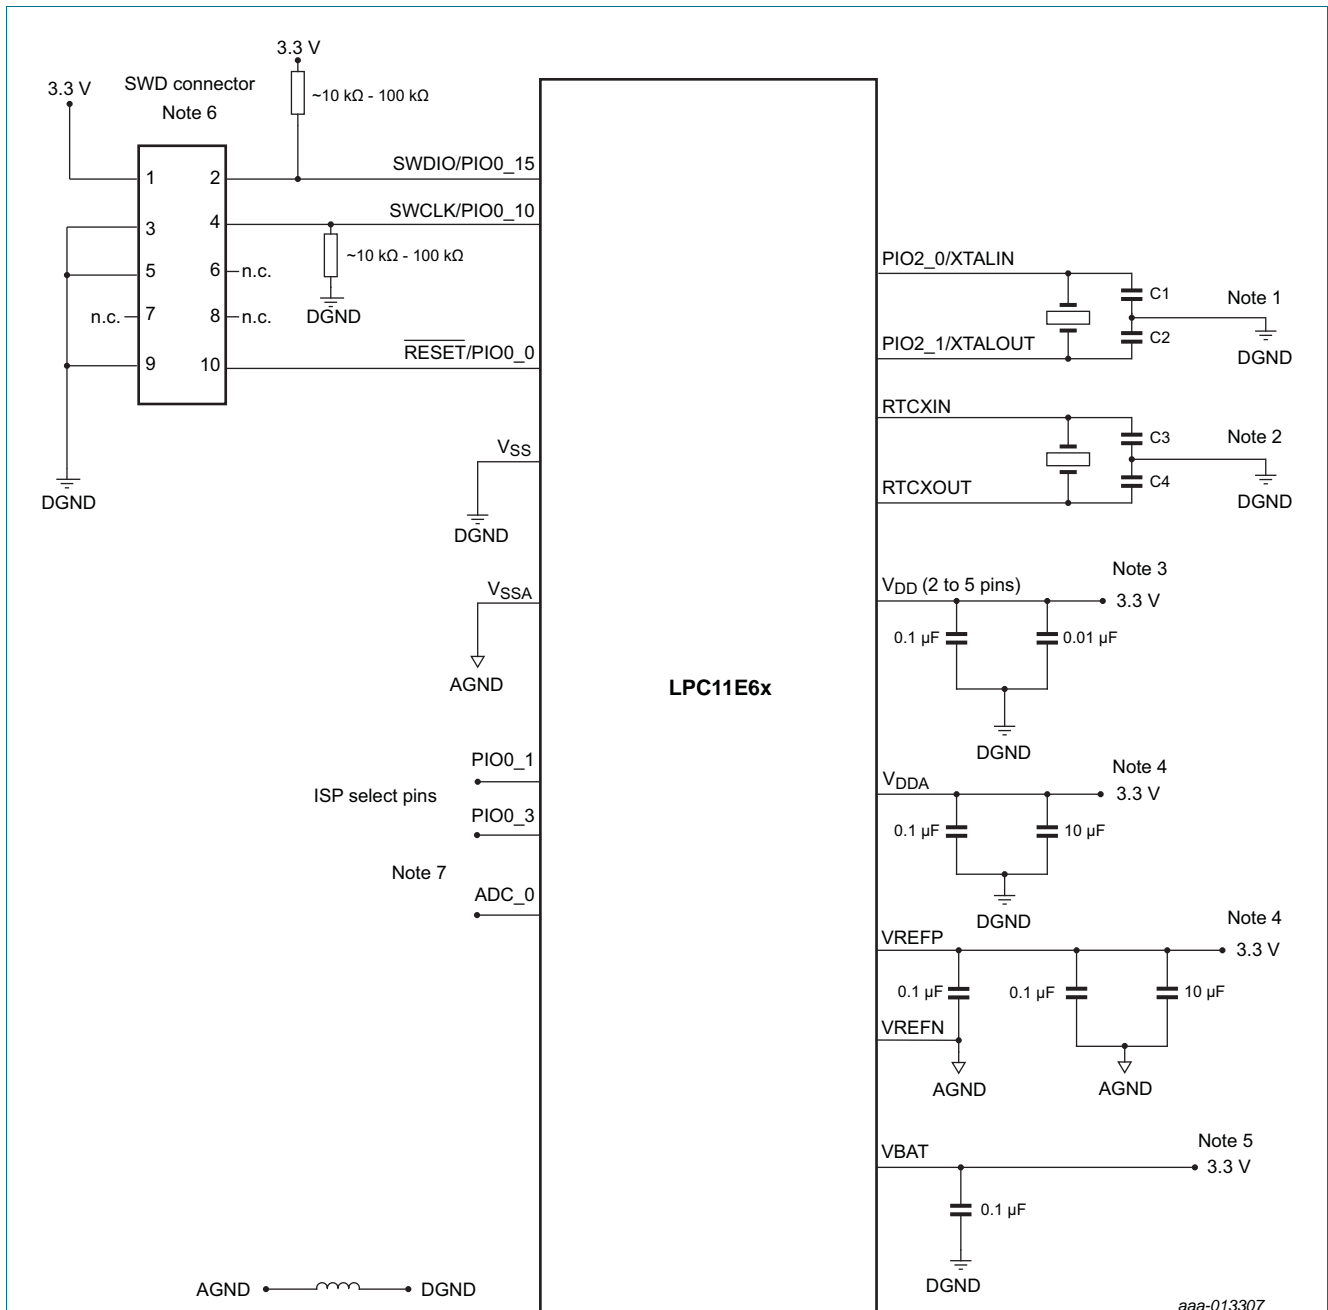 3.3 V
3.3 V
SWD connector
Note 6
~10 kΩ - 100 kΩ
1
2
SWDIO/PIO0_15
3
4
SWCLK/PIO0_10
~10 kΩ - 100 kΩ
5
6
n.c.
n.c.
7
8
n.c.
DGND
9
10
RESET/PIO0_0
DGND
VSS
DGND
VSSA
AGND
PIO0_1
ISP select pins
PIO0_3
Note 7
ADC_0
AGND
DGND
LPC11E6x
PIO2_0/XTALIN
C1
Note 1
C2
DGND
PIO2_1/XTALOUT
RTCXIN
C3
Note 2
C4
DGND
RTCXOUT
Note 3
VDD (2 to 5 pins)
3.3 V
0.1 µF
0.01 µF
DGND
Note 4
VDDA
3.3 V
0.1 µF
10 µF
DGND
Note 4
VREFP
3.3 V
0.1 µF
0.1 µF
10 µF
VREFN
AGND
AGND
Note 5
VBAT
3.3 V
0.1 µF
DGND
aaa-013307